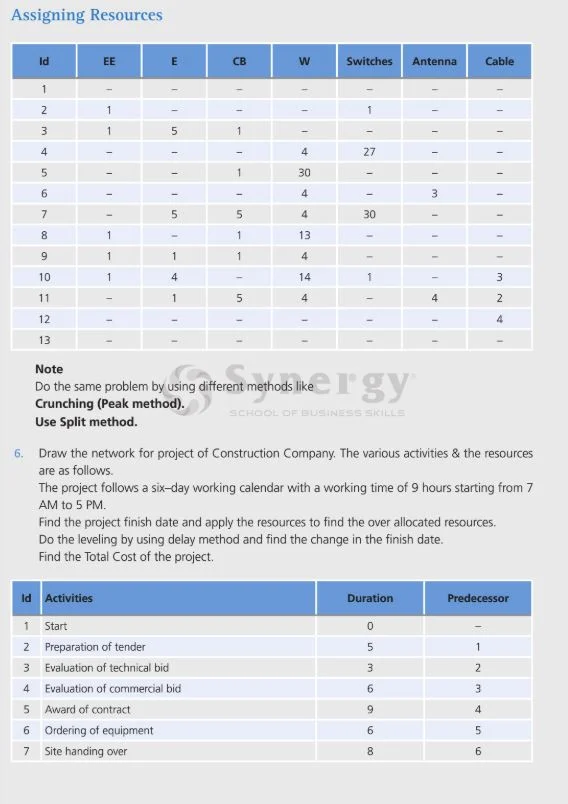 Assigning Resources
Id EE E CB W Switches Antenna Cable
1 – – – – – – –
2 1 – – – 1 – –
3 1 5 1 – – – –
4 – – – 4 27 – –
5 – – 1 30 – – –
6 – – – 4 – 3 –
7 – 5 5 4 30 – –
8 1 – 1 13 – – –
9 1 1 1 4 – – –
10 1 4 – 14 1 – 3
11 – 1 5 4 – 4 2
12 – – – – – – 4
13 – – – – – – –
Note
Do the same problem by using different methods like
Crunching (Peak method).
Use Split method.
Synergy
SCHOOL OF BUSINESS SKILLS
6. Draw the network for project of Construction Company. The various activities & the resources
are as follows.
The project follows a six–day working calendar with a working time of 9 hours starting from 7
AM to 5 PM.
Find the project finish date and apply the resources to find the over allocated resources.
Do the leveling by using delay method and find the change in the finish date.
Find the Total Cost of the project.
Id Activities Duration Predecessor
1 Start 0 –
2 Preparation of tender 5 1
3 Evaluation of technical bid 3 2
4 Evaluation of commercial bid 6 3
5 Award of contract 9 4
6 Ordering of equipment 6 5
7 Site handing over 8 6